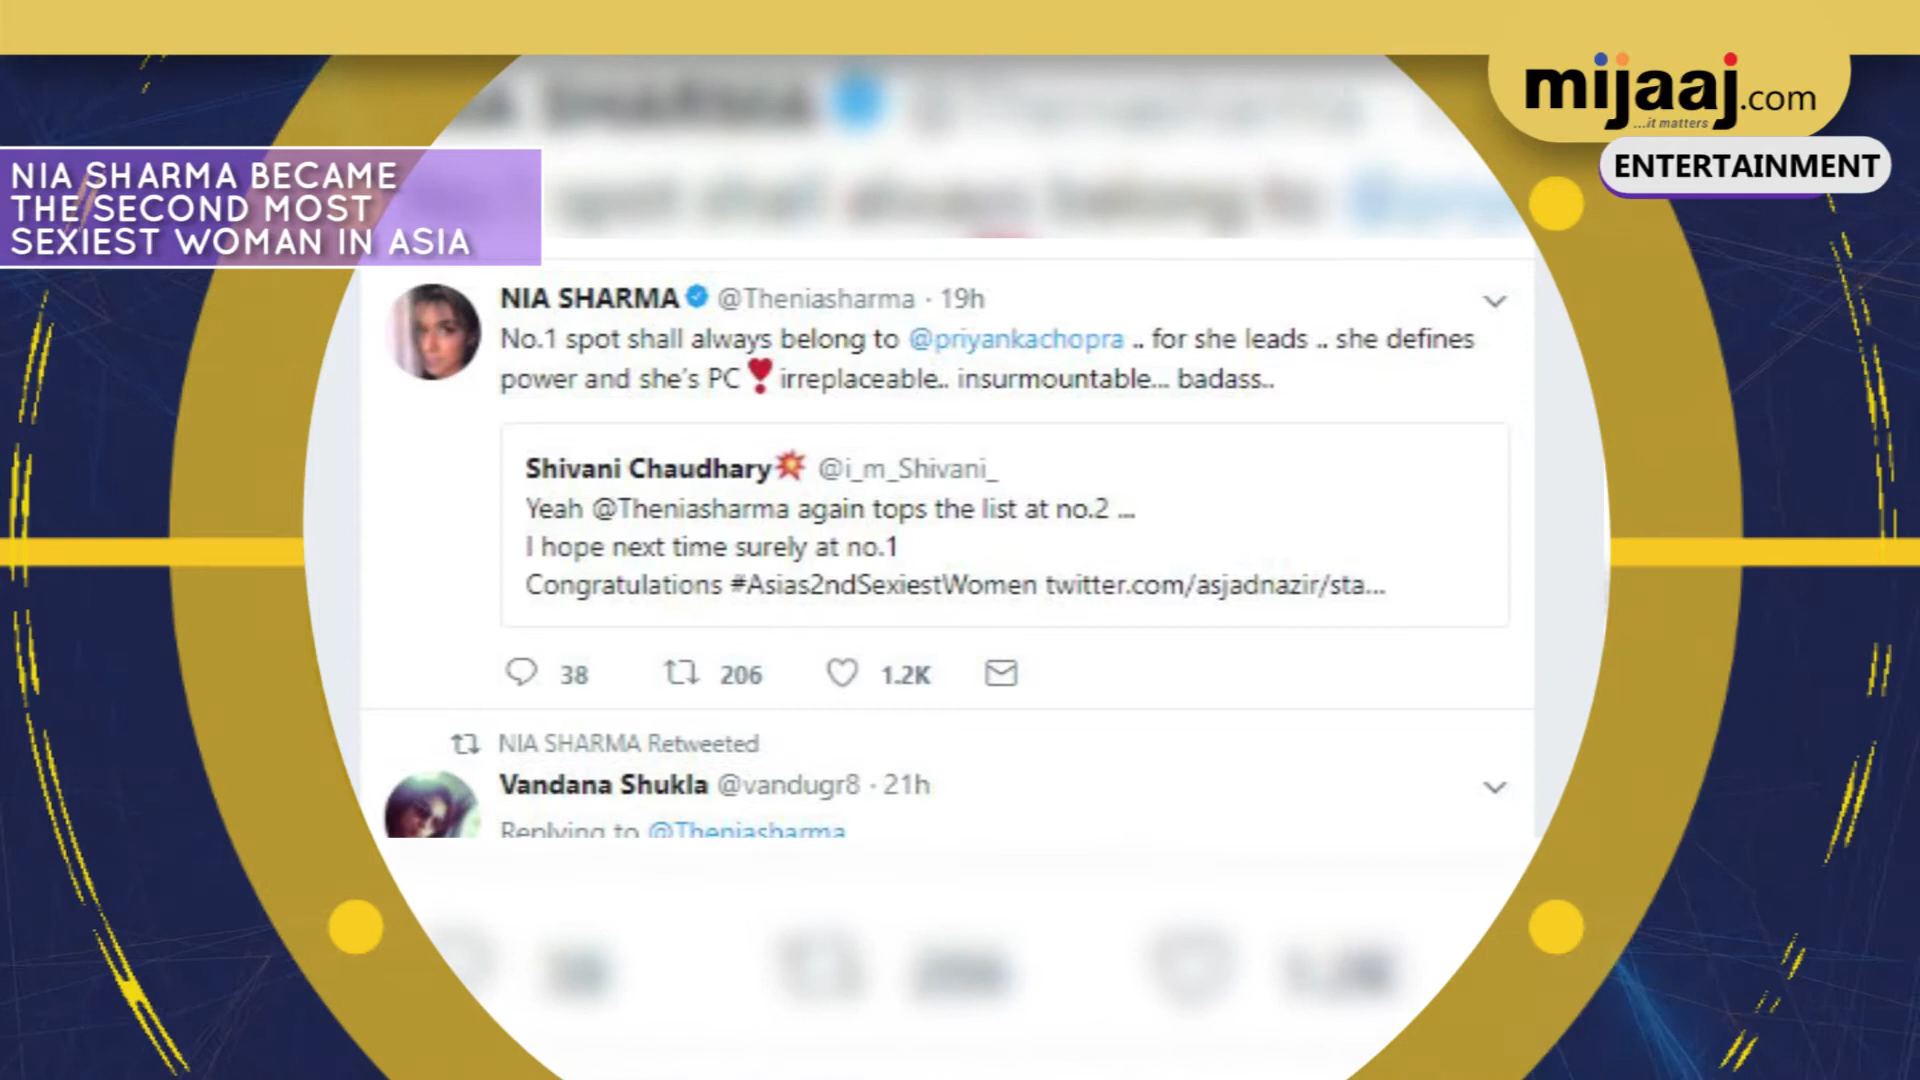 mijaaj.com
...it matters
ENTERTAINMENT
NIA SHARMA BECAME
THE SECOND MOST
SEXIEST WOMAN IN ASIA
NIA SHARMA @Theniasharma · 19h
No.1 spot shall always belong to @priyankachopra .. for she leads .. she defines
power and she's PC❣irreplaceable.. insurmountable... badass..
Shivani Chaudhary💥 @i_m_Shivani_
Yeah @Theniasharma again tops the list at no.2 ...
I hope next time surely at no.1
Congratulations #Asias2ndSexiestWomen twitter.com/asjadnazir/sta...
38 206 1.2K
NIA SHARMA Retweeted
Vandana Shukla @vandugr8 · 21h
Replying to @Theniasharma